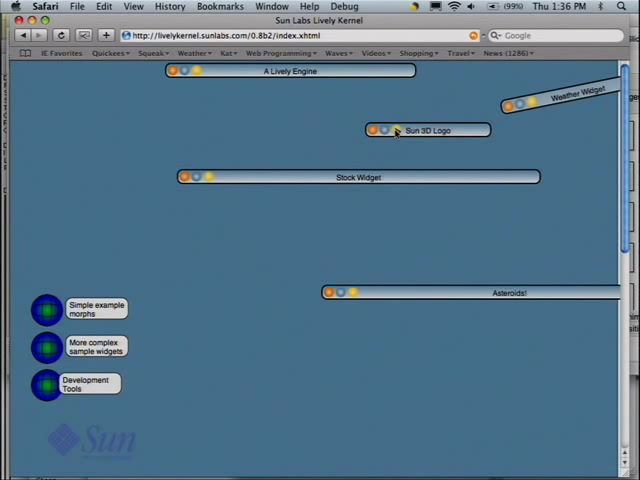 Safari File Edit View History Bookmarks Window Help Debug (99%) Thu 1:36 PM
Sun Labs Lively Kernel
http://livelykernel.sunlabs.com/0.8b2/index.xhtml
Google
IE Favorites Quickees Squeak Weather Kat Web Reporting Waves Videos Shopping Travel News (1286)
A Lively Engine
Weather Widget
Sun 3D Logo
Stock Widget
Asteroids!
Simple example
morphs
More complex
sample widgets
Development
Tools
Sun